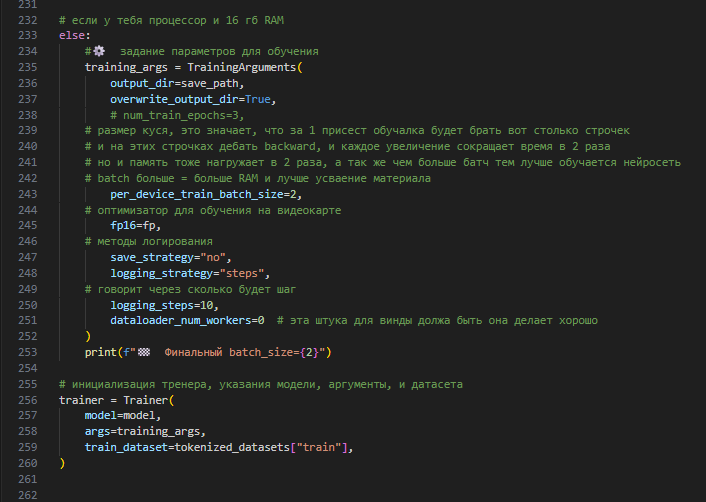 231
232 # если у тебя процессор и 16 гб RAM
233 else:
234 #⚙️ задание параметров для обучения
235 training_args = TrainingArguments(
236 output_dir=save_path,
237 overwrite_output_dir=True,
238 # num_train_epochs=3,
239 # размер куся, это значает, что за 1 присест обучалка будет брать вот столько строчек
240 # и на этих строчках дебать backward, и каждое увеличение сокращает время в 2 раза
241 # но и память тоже нагружает в 2 раза, а так же чем больше батч тем лучше обучается нейросеть
242 # batch больше = больше RAM и лучше усваение материала
243 per_device_train_batch_size=2,
244 # оптимизатор для обучения на видеокарте
245 fp16=fp,
246 # методы логирования
247 save_strategy="no",
248 logging_strategy="steps",
249 # говорит через сколько будет шаг
250 logging_steps=10,
251 dataloader_num_workers=0 # эта штука для винды должа быть она делает хорошо
252 )
253 print(f"🏁 Финальный batch_size={2}")
254
255 # инициализация тренера, указания модели, аргументы, и датасета
256 trainer = Trainer(
257 model=model,
258 args=training_args,
259 train_dataset=tokenized_datasets["train"],
260 )
261
262